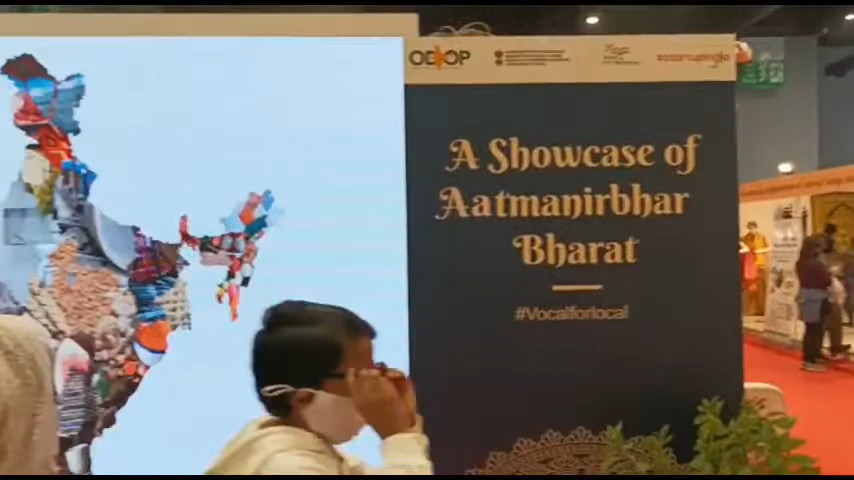 ODOP
A Showcase of
Aatmanirbhar
Bharat
#Vocalforlocal